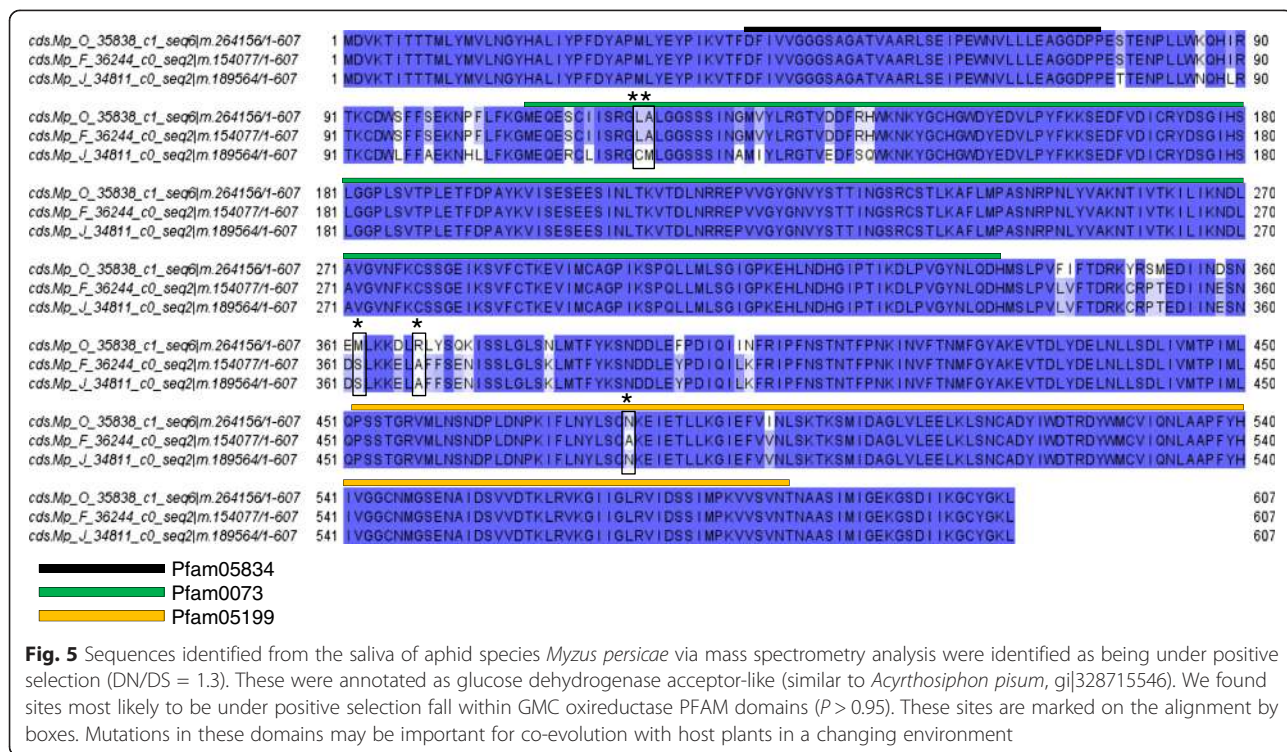 cds.Mp_O_35838_c1_seq6|m.264156/1-607 1 MDVKTITTTMLYMVLNGYHALIYPFDYAPMLYEYPIKVTFDFIVVGGGSAGATVAARLSEIPEWNVLLLEAGGDPPESTENPLLWKQHIR 90
cds.Mp_F_36244_c0_seq2|m.154077/1-607 1 MDVKTITTTMLYMVLNGYHALIYPFDYAPMLYEYPIKVTFDFIVVGGGSAGATVAARLSEIPEWNVLLLEAGGDPPESTENPLLWKQHIR 90
cds.Mp_J_34811_c0_seq2|m.189564/1-607 1 MDVKTITTTMLYMVLNGYHALIYPFDYAPMLYEYPIKVTFDFIVVGGGSAGATVAARLSEIPEWNVLLLEAGGDPPETTENPLLWNQHLR 90
**
cds.Mp_O_35838_c1_seq6|m.264156/1-607 91 TKCDWSFFSEKNPFLFKGMEQESCIISRGLALGGSSSINGMVYLRGTVDDFRHWKNKYGCHGWDYEDVLPYFKKSEDFVDICRYDSGIHS 180
cds.Mp_F_36244_c0_seq2|m.154077/1-607 91 TKCDWSFFSEKNPFLFKGMEQESCIISRGLALGGSSSINGMVYLRGTVDDFRHWKNKYGCHGWDYEDVLPYFKKSEDFVDICRYDSGIHS 180
cds.Mp_J_34811_c0_seq2|m.189564/1-607 91 TKCDWLFFAEKNHLLFKGMEQERCLISRGCMLGGSSSINAMIYLRGTVEDFSQWKNKYGCHGWDYEDVLPYFKKSEDFVDICRYDSGIHS 180
cds.Mp_O_35838_c1_seq6|m.264156/1-607 181 LGGPLSVTPLETFDPAYKVISESEESINLTKVTDLNRREPVVGYGNVYSTTINGSRCSTLKAFLMPASNRPNLYVAKNTIVTKILIKNDL 270
cds.Mp_F_36244_c0_seq2|m.154077/1-607 181 LGGPLSVTPLETFDPAYKVISESEESINLTKVTDLNRREPVVGYGNVYSTTINGSRCSTLKAFLMPASNRPNLYVAKNTIVTKILIKNDL 270
cds.Mp_J_34811_c0_seq2|m.189564/1-607 181 LGGPLSVTPLETFDPAYKVISESEESINLTKVTDLNRREPVVGYGNVYSTTINGSRCSTLKAFLMPASNRPNLYVAKNTIVTKILIKNDL 270
cds.Mp_O_35838_c1_seq6|m.264156/1-607 271 AVGVNFKCSSGEIKSVFCTKEVIMCAGPIKSPQLLMLSGIGPKEHLNDHGIPTIKDLPVGYNLQDHMSLPVFIFTDRKYRSMEDIINDSN 360
cds.Mp_F_36244_c0_seq2|m.154077/1-607 271 AVGVNFKCSSGEIKSVFCTKEVIMCAGPIKSPQLLMLSGIGPKEHLNDHGIPTIKDLPVGYNLQDHMSLPVLVFTDRKCRPTEDIINESN 360
cds.Mp_J_34811_c0_seq2|m.189564/1-607 271 AVGVNFKCSSGEIKSVFCTKEVIMCAGPIKSPQLLMLSGIGPKEHLNDHGIPTIKDLPVGYNLQDHMSLPVLVFTDRKCRPTEDIINESN 360
* *
cds.Mp_O_35838_c1_seq6|m.264156/1-607 361 EMLKKDLRLYSQKISSLGLSNLMTFYKSNDDLEFPDIQIINFRIPFNSTNTFPNKINVFTNMFGYAKEVTDLYDELNLLSDLIVMTPIML 450
cds.Mp_F_36244_c0_seq2|m.154077/1-607 361 DSLKKELAFFSENISSLGLSKLMTFYKSNDDLEYPDIQILKFRIPFNSTNTFPNKINVFTNMFGYAKEVTDLYDELNLLSDLIVMTPIML 450
cds.Mp_J_34811_c0_seq2|m.189564/1-607 361 DSLKKELAFFSENISSLGLSKLMTFYKSNDDLEYPDIQILKFRIPFNSTNTFPNKINVFTNMFGYAKEVTDLYDELNLLSDLIVMTPIML 450
*
cds.Mp_O_35838_c1_seq6|m.264156/1-607 451 QPSSTGRVMLNSNDPLDNPKIFLNYLSCNKEIETLLKGIEFVINLSKTKSMIDAGLVLEELKLSNCADYIWDTRDYWMCVIQNLAAPFYH 540
cds.Mp_F_36244_c0_seq2|m.154077/1-607 451 QPSSTGRVMLNSNDPLDNPKIFLNYLSCAKEIETLLKGIEFVVNLSKTKSMIDAGLVLEELKLSNCADYIWDTRDYWMCVIQNLAAPFYH 540
cds.Mp_J_34811_c0_seq2|m.189564/1-607 451 QPSSTGRVMLNSNDPLDNPKIFLNYLSCNKEIETLLKGIEFVVNLSKTKSMIDAGLVLEELKLSNCADYIWDTRDYWMCVIQNLAAPFYH 540
cds.Mp_O_35838_c1_seq6|m.264156/1-607 541 IVGGCNMGSENAIDSVVDTKLRVKGIIGLRVIDSSIMPKVVSVNTNAASIMIGEKGSDIIKGCYGKL 607
cds.Mp_F_36244_c0_seq2|m.154077/1-607 541 IVGGCNMGSENAIDSVVDTKLRVKGIIGLRVIDSSIMPKVVSVNTNAASIMIGEKGSDIIKGCYGKL 607
cds.Mp_J_34811_c0_seq2|m.189564/1-607 541 IVGGCNMGSENAIDSVVDTKLRVKGIIGLRVIDSSIMPKVVSVNTNAASIMIGEKGSDIIKGCYGKL 607
Pfam05834
Pfam0073
Pfam05199
Fig. 5 Sequences identified from the saliva of aphid species Myzus persicae via mass spectrometry analysis were identified as being under positive
selection (DN/DS = 1.3). These were annotated as glucose dehydrogenase acceptor-like (similar to Acyrthosiphon pisum, gi|328715546). We found
sites most likely to be under positive selection fall within GMC oxireductase PFAM domains (P > 0.95). These sites are marked on the alignment by
boxes. Mutations in these domains may be important for co-evolution with host plants in a changing environment